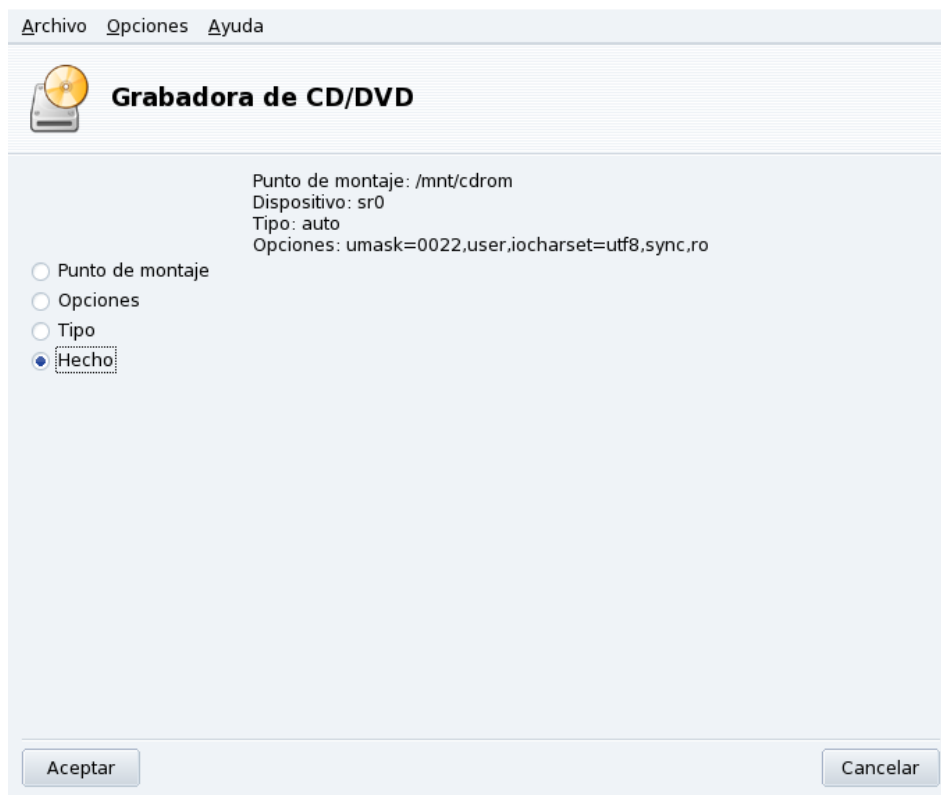 Archivo Opciones Ayuda
Grabadora de CD/DVD
Punto de montaje: /mnt/cdrom
Dispositivo: sr0
Tipo: auto
Opciones: umask=0022,user,iocharset=utf8,sync,ro
Punto de montaje
Opciones
Tipo
Hecho
Aceptar Cancelar